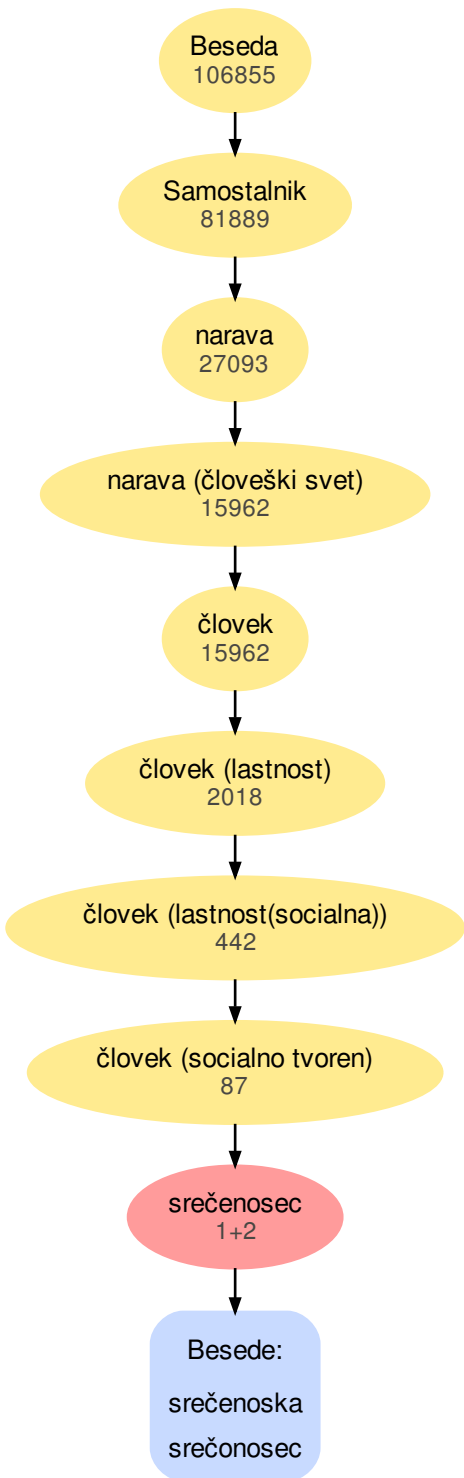 Beseda
106855
Samostalnik
81889
narava
27093
narava (človeški svet)
15962
človek
15962
človek (lastnost)
2018
človek (lastnost(socialna))
442
človek (socialno tvoren)
87
srečenosec
1+2
Besede:
srečenoska
srečonosec